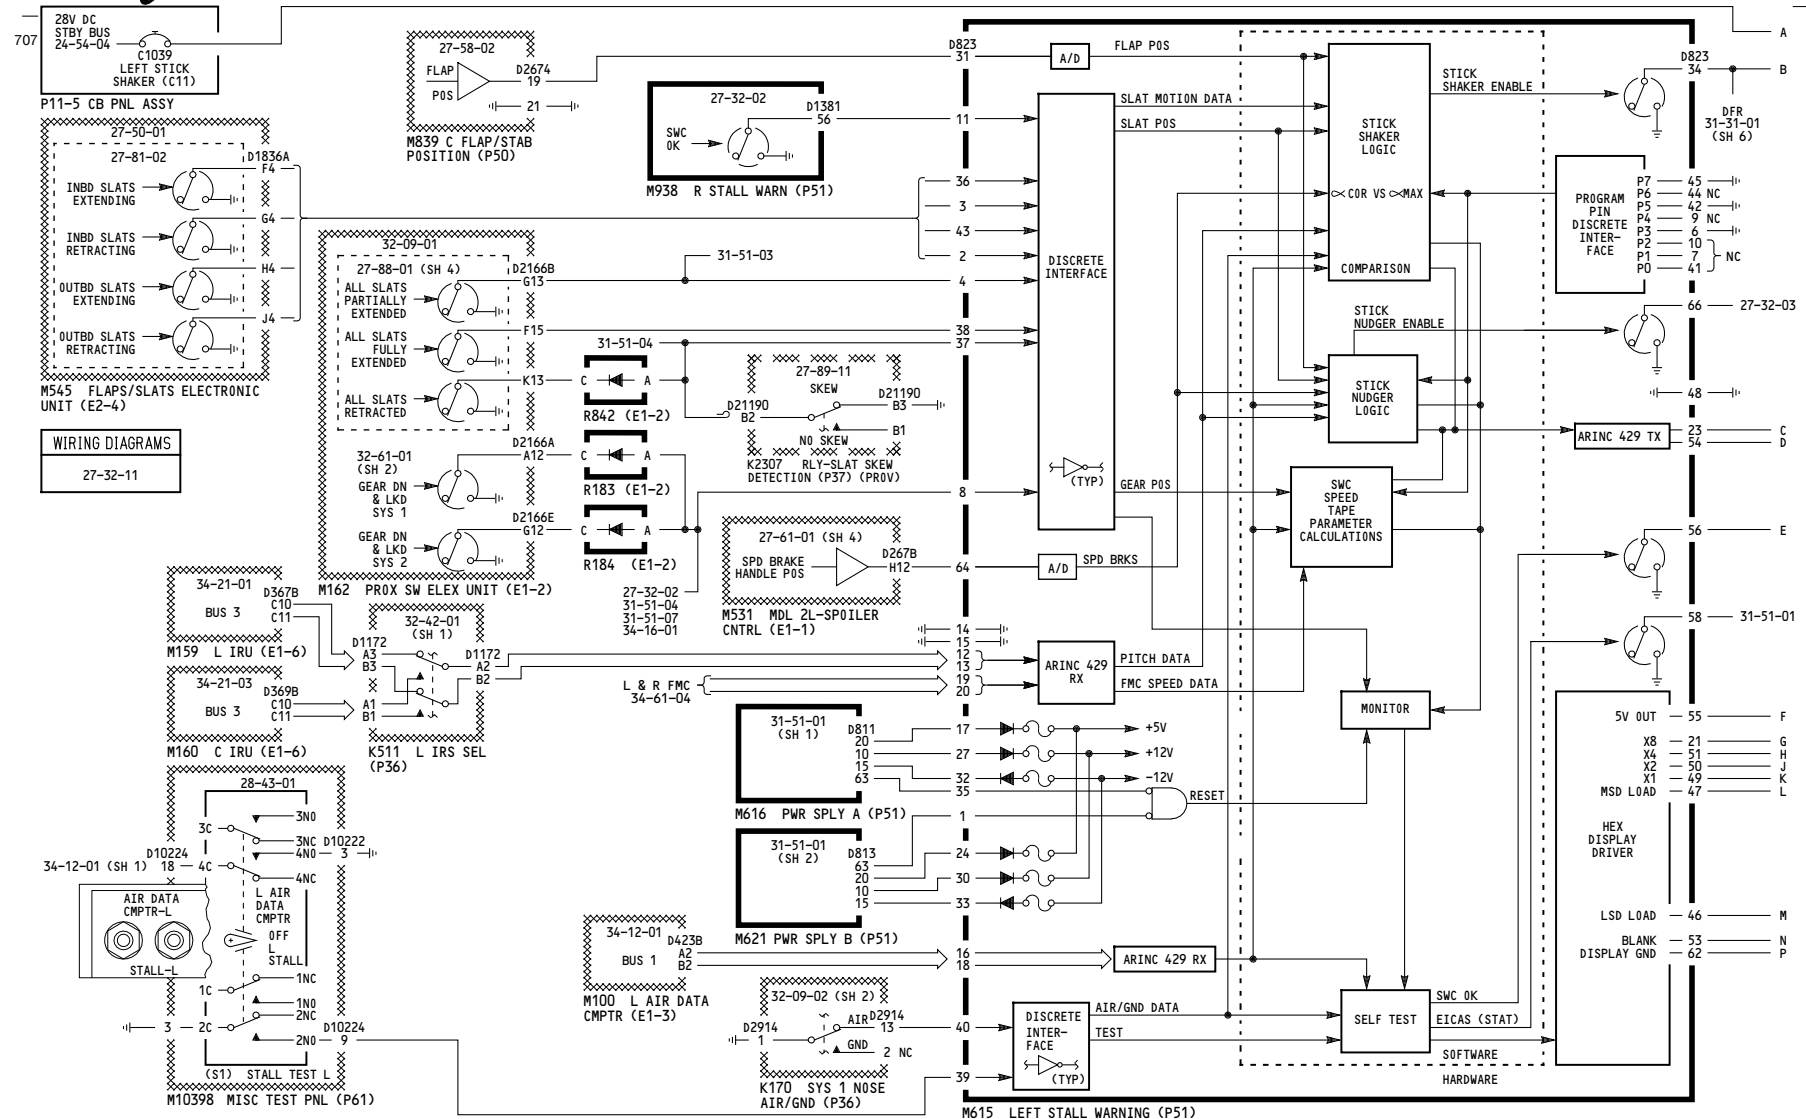 707
28V DC
STBY BUS
24-54-04
C1039
LEFT STICK
SHAKER (C11)
P11-5 CB PNL ASSY
27-50-01
27-81-02
D1836A
F4
INBD SLATS
EXTENDING
G4
INBD SLATS
RETRACTING
H4
OUTBD SLATS
EXTENDING
J4
OUTBD SLATS
RETRACTING
M545 FLAPS/SLATS ELECTRONIC
UNIT (E2-4)
WIRING DIAGRAMS
27-32-11
27-58-02
FLAP
POS
D2674
19
21
M839 C FLAP/STAB
POSITION (P50)
27-32-02
D1381
56
SWC
OK
M938 R STALL WARN (P51)
32-09-01
27-88-01 (SH 4)
D2166B
G13
ALL SLATS
PARTIALLY
EXTENDED
F15
ALL SLATS
FULLY
EXTENDED
K13
ALL SLATS
RETRACTED
D2166A
A12
32-61-01
(SH 2)
GEAR DN
& LKD
SYS 1
D2166E
G12
GEAR DN
& LKD
SYS 2
M162 PROX SW ELEX UNIT (E1-2)
31-51-03
31-51-04
C A
R842 (E1-2)
C A
R183 (E1-2)
C A
R184 (E1-2)
27-32-02
31-51-04
31-51-07
34-16-01
27-89-11
SKEW
D21190
B2
D21190
B3
B1
NO SKEW
K2307 RLY-SLAT SKEW
DETECTION (P37) (PROV)
27-61-01 (SH 4)
SPD BRAKE
HANDLE POS
D267B
H12
M531 MDL 2L-SPOILER
CNTRL (E1-1)
34-21-01
BUS 3
D367B
C10
C11
M159 L IRU (E1-6)
34-21-03
BUS 3
D369B
C10
C11
M160 C IRU (E1-6)
32-42-01
(SH 1)
D1172
A3
B3
A1
B1
D1172
A2
B2
K511 L IRS SEL
(P36)
L & R FMC
34-61-04
31-51-01
(SH 1)
D811
20
10
15
63
M616 PWR SPLY A (P51)
31-51-01
(SH 2)
D813
63
20
10
15
M621 PWR SPLY B (P51)
28-43-01
3C
3NO
3NC
D10222
4NO
3
34-12-01 (SH 1)
D10224
18
4C
4NC
AIR DATA
CMPTR-L
STALL-L
L AIR
DATA
CMPTR
OFF
L
STALL
1C
1NC
1NO
2NC
3
2C
2NO
D10224
9
(S1) STALL TEST L
M10398 MISC TEST PNL (P61)
34-12-01
BUS 1
D423B
A2
B2
M100 L AIR DATA
CMPTR (E1-3)
32-09-02 (SH 2)
D2914
1
AIR
D2914
13
GND
2 NC
K170 SYS 1 NOSE
AIR/GND (P36)
D823
31
11
36
3
43
2
4
38
37
8
64
14
15
12
13
19
20
17
27
32
35
1
24
30
33
16
18
40
39
A/D
FLAP POS
DISCRETE
INTERFACE
(TYP)
SLAT MOTION DATA
SLAT POS
GEAR POS
A/D
SPD BRKS
ARINC 429
RX
PITCH DATA
FMC SPEED DATA
+5V
+12V
-12V
RESET
ARINC 429 RX
DISCRETE
INTER-
FACE
(TYP)
AIR/GND DATA
TEST
STICK
SHAKER
LOGIC
∝ COR VS ∝MAX
COMPARISON
STICK
SHAKER ENABLE
STICK
NUDGER ENABLE
STICK
NUDGER
LOGIC
SWC
SPEED
TAPE
PARAMETER
CALCULATIONS
MONITOR
SELF TEST
SWC OK
EICAS (STAT)
SOFTWARE
HARDWARE
PROGRAM
PIN
DISCRETE
INTER-
FACE
P7 45
P6 44 NC
P5 42
P4 9 NC
P3 6
P2 10
P1 7
P0 41
NC
D823
34
A
B
DFR
31-31-01
(SH 6)
66 27-32-03
48
ARINC 429 TX
23 C
54 D
56 E
58 31-51-01
5V OUT 55 F
X8 21 G
X4 51 H
X2 50 J
X1 49 K
MSD LOAD 47 L
HEX
DISPLAY
DRIVER
LSD LOAD 46 M
BLANK 53 N
DISPLAY GND 62 P
M615 LEFT STALL WARNING (P51)